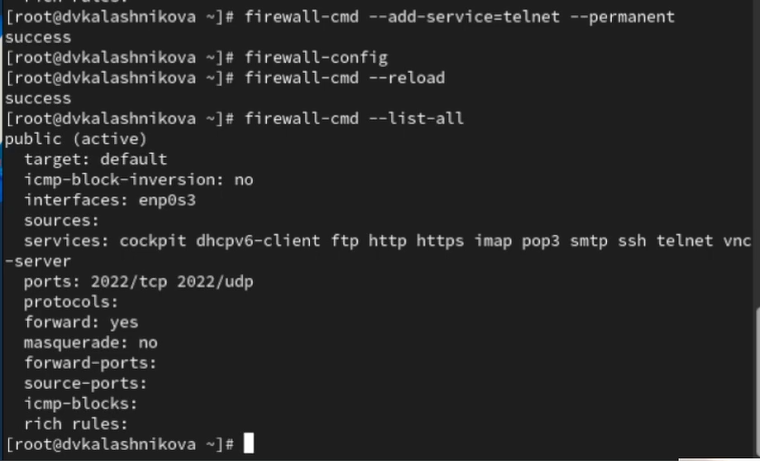 [root@dvkalashnikova ~]# firewall-cmd --add-service=telnet --permanent
success
[root@dvkalashnikova ~]# firewall-config
[root@dvkalashnikova ~]# firewall-cmd --reload
success
[root@dvkalashnikova ~]# firewall-cmd --list-all
public (active)
  target: default
  icmp-block-inversion: no
  interfaces: enp0s3
  sources:
  services: cockpit dhcpv6-client ftp http https imap pop3 smtp ssh telnet vnc
-server
  ports: 2022/tcp 2022/udp
  protocols:
  forward: yes
  masquerade: no
  forward-ports:
  source-ports:
  icmp-blocks:
  rich rules:
[root@dvkalashnikova ~]#